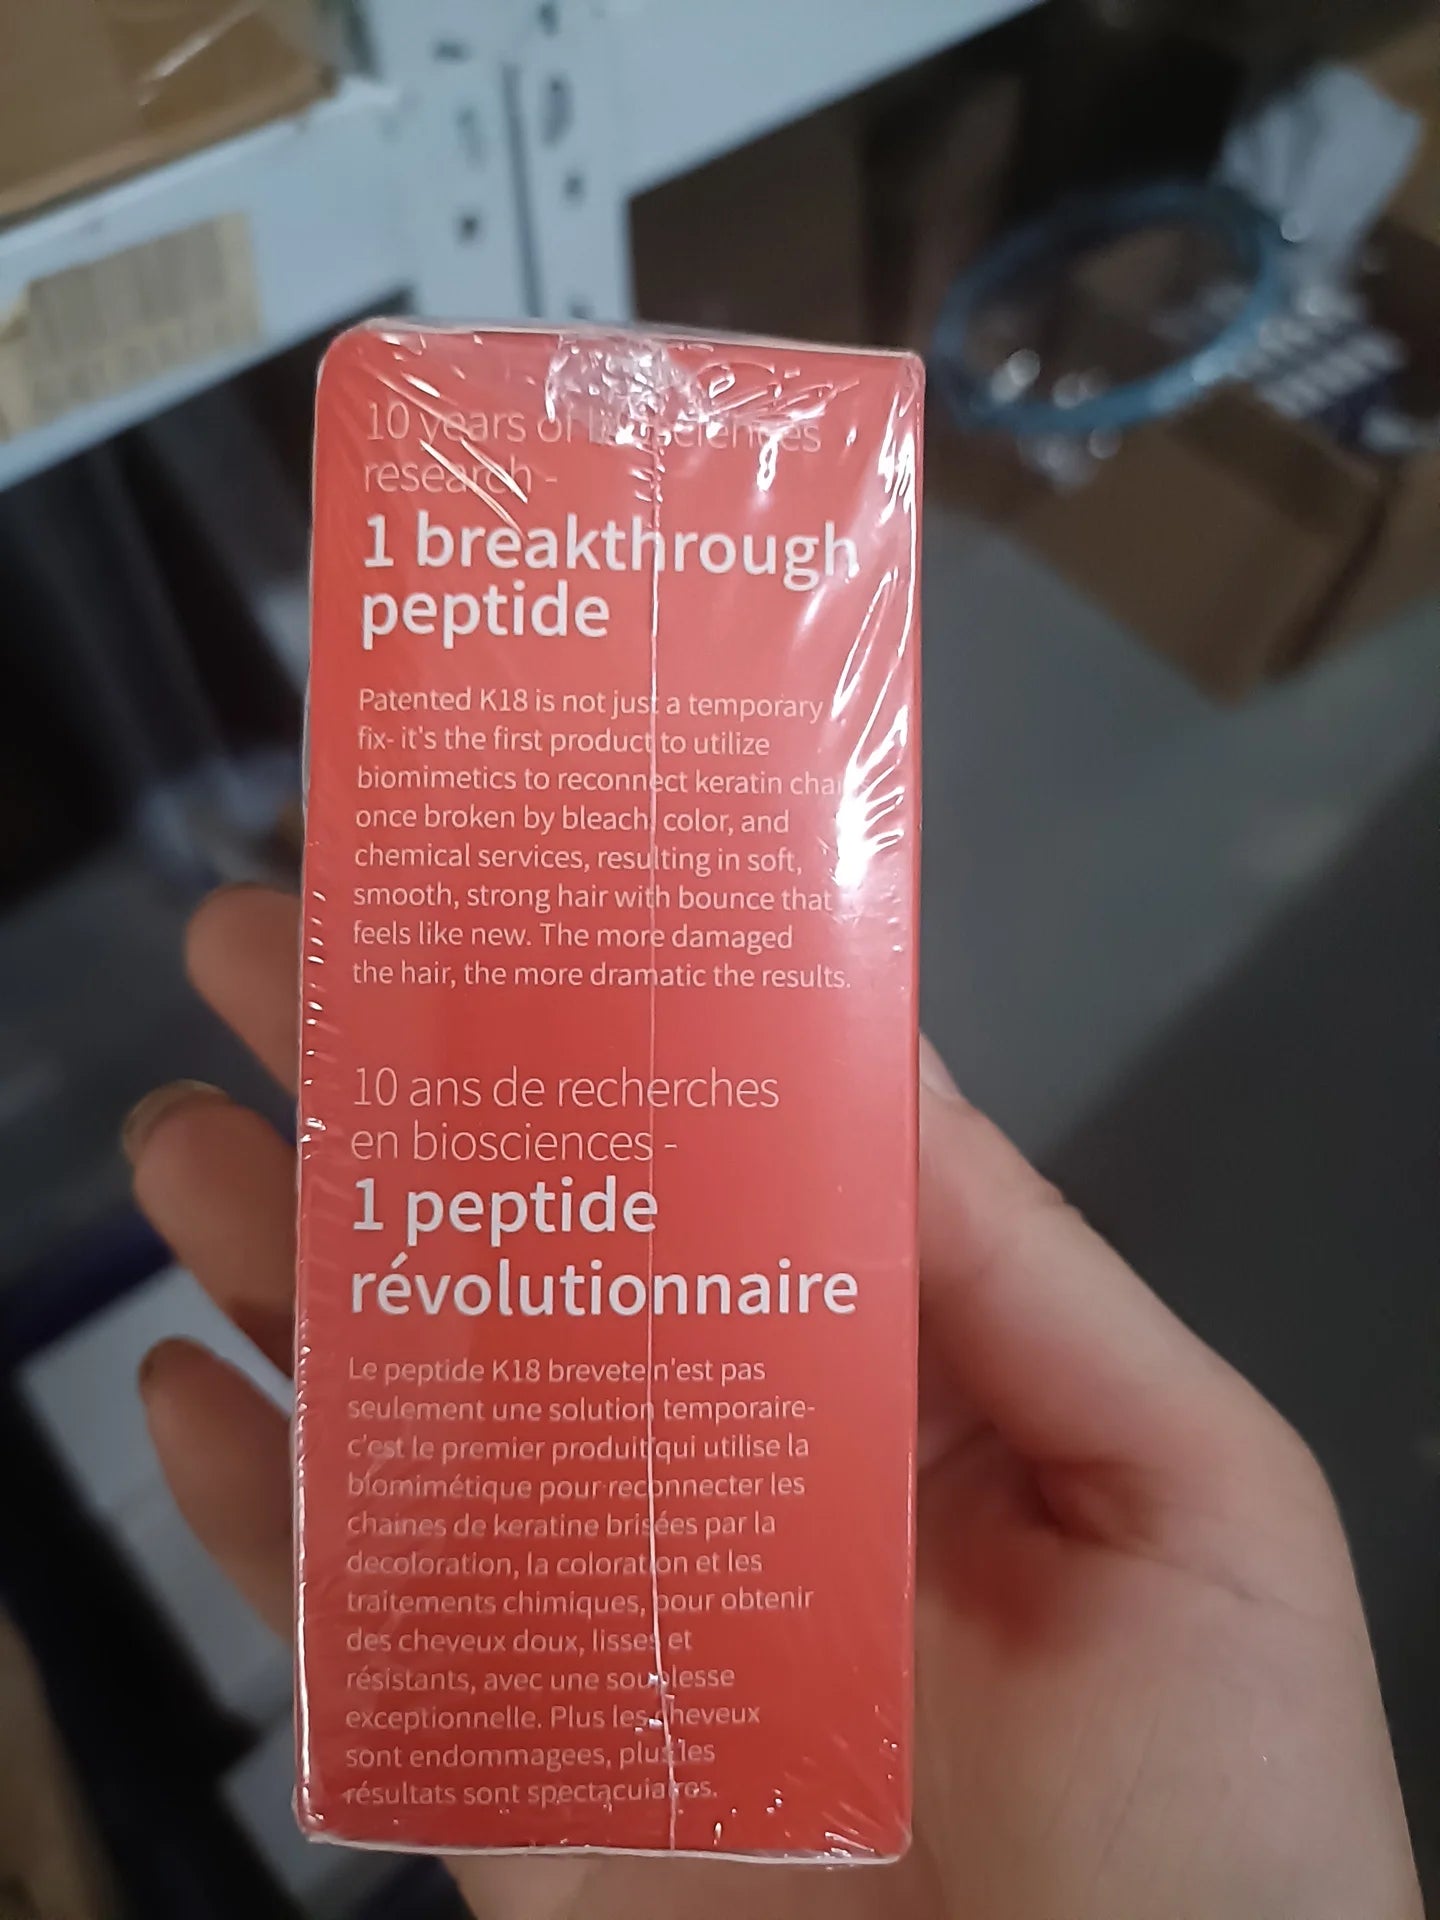 10 years of sciences
research -
1 breakthrough
peptide
Patented K18 is not just a temporary
fix- it's the first product to utilize
biomimetics to reconnect keratin
once broken by bleach, color, and
chemical services, resulting in soft,
smooth, strong hair with bounce that
feels like new. The more damaged
the hair, the more dramatic the results.
10 ans de recherches
en biosciences -
1 peptide
révolutionnaire
Le peptide K18 brevete n'est pas
seulement une solution temporaire-
c'est le premier produit qui utilise la
biomimétique pour reconnecter les
chaines de keratine brisées par la
decoloration, la coloration et les
traitements chimiques, pour obtenir
des cheveux doux, lisses et
résistants, avec une souplesse
exceptionnelle. Plus les cheveux
sont endommagees, plus les
résultats sont spectaculaires.